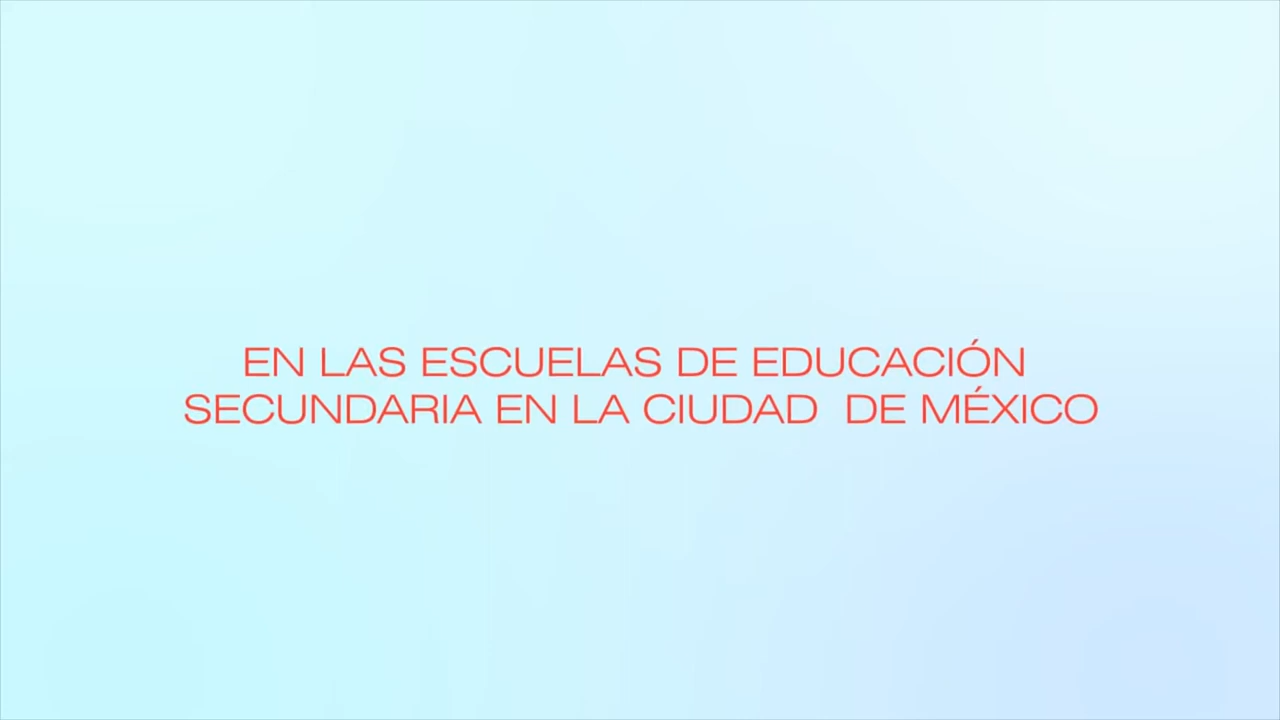 EN LAS ESCUELAS DE EDUCACIÓN
SECUNDARIA EN LA CIUDAD  DE MÉXICO